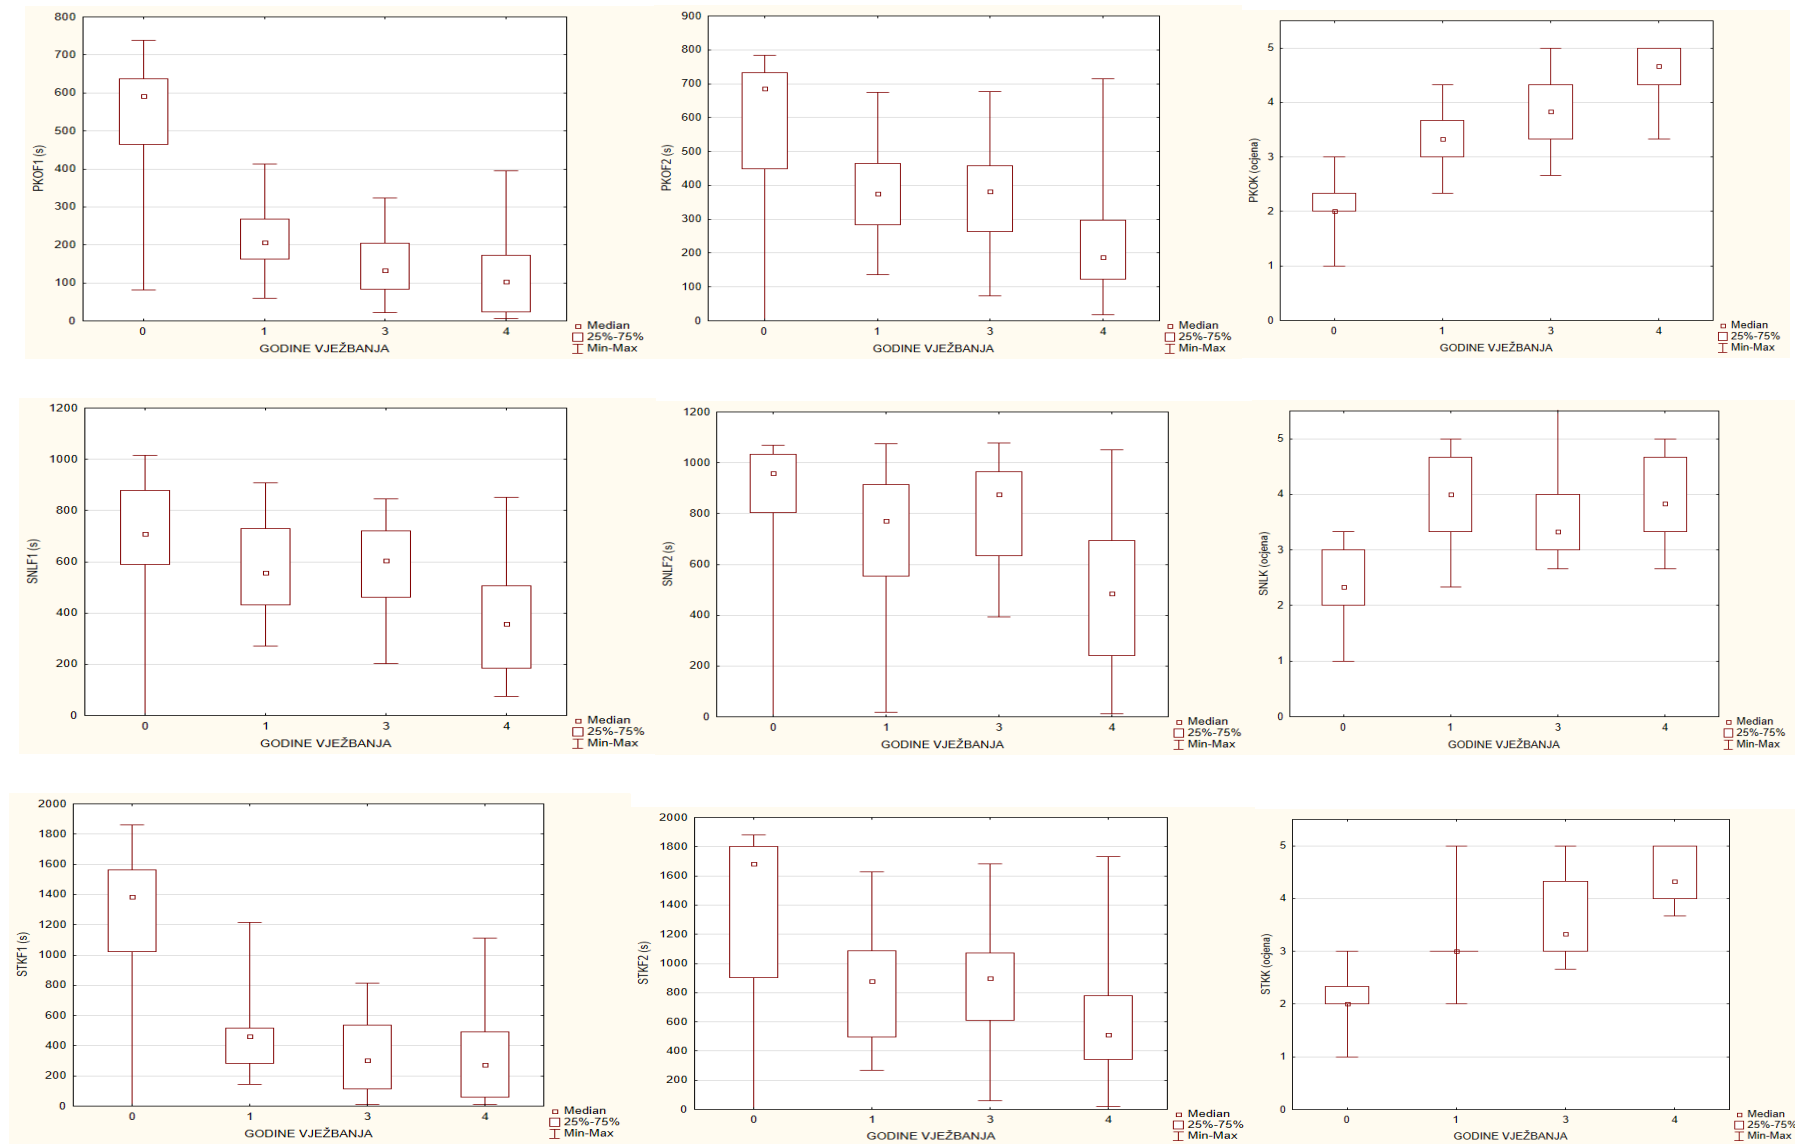 800
700
600
500
400
300
200
100
0
PKOF1 (s)
0 1 3 4
GODINE VJEŽBANJA
Median
25%-75%
Min-Max
900
800
700
600
500
400
300
200
100
0
PKOF2 (s)
0 1 3 4
GODINE VJEŽBANJA
Median
25%-75%
Min-Max
5
4
3
2
1
0
PKOK (ocjena)
0 1 3 4
GODINE VJEŽBANJA
Median
25%-75%
Min-Max
1200
1000
800
600
400
200
0
SNLF1 (s)
0 1 3 4
GODINE VJEŽBANJA
Median
25%-75%
Min-Max
1200
1000
800
600
400
200
0
SNLF2 (s)
0 1 3 4
GODINE VJEŽBANJA
Median
25%-75%
Min-Max
5
4
3
2
1
0
SNLK (ocjena)
0 1 3 4
GODINE VJEŽBANJA
Median
25%-75%
Min-Max
2000
1800
1600
1400
1200
1000
800
600
400
200
0
STKF1 (s)
0 1 3 4
GODINE VJEŽBANJA
Median
25%-75%
Min-Max
2000
1800
1600
1400
1200
1000
800
600
400
200
0
STKF2 (s)
0 1 3 4
GODINE VJEŽBANJA
Median
25%-75%
Min-Max
5
4
3
2
1
0
STKK (ocjena)
0 1 3 4
GODINE VJEŽBANJA
Median
25%-75%
Min-Max